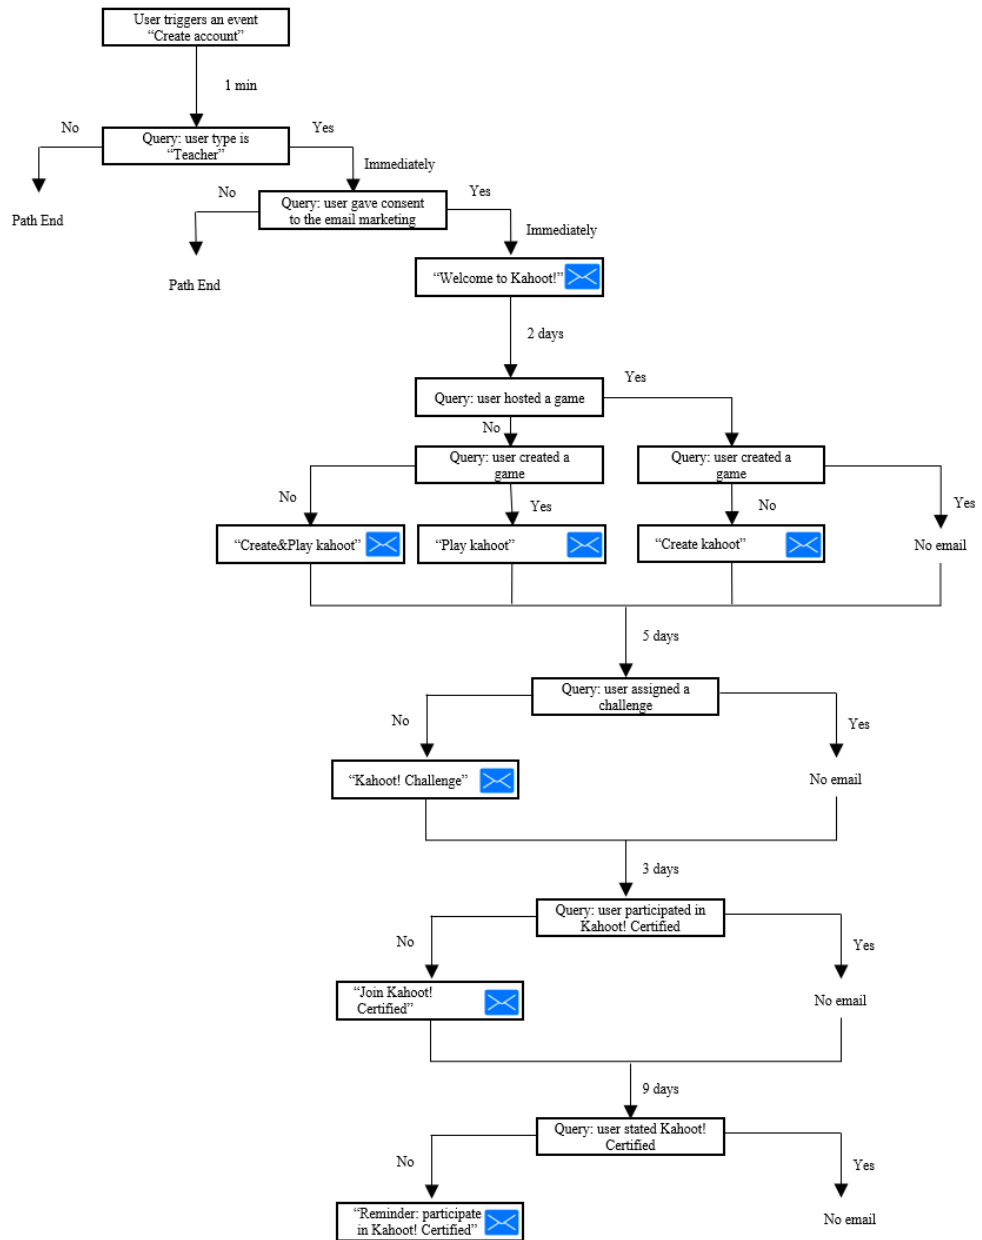 User triggers an event
“Create account”
1 min
No
Yes
Query: user type is
“Teacher”
Immediately
Path End
No
Yes
Query: user gave consent
to the email marketing
Immediately
Path End
“Welcome to Kahoot!”
2 days
Yes
Query: user hosted a game
No
Query: user created a
game
Query: user created a
game
No
Yes
No
Yes
“Create&Play kahoot”
“Play kahoot”
“Create kahoot”
No email
5 days
Query: user assigned a
challenge
No
Yes
“Kahoot! Challenge”
No email
3 days
Query: user participated in
Kahoot! Certified
No
Yes
“Join Kahoot!
Certified”
No email
9 days
Query: user stated Kahoot!
Certified
No
Yes
“Reminder: participate
in Kahoot! Certified”
No email